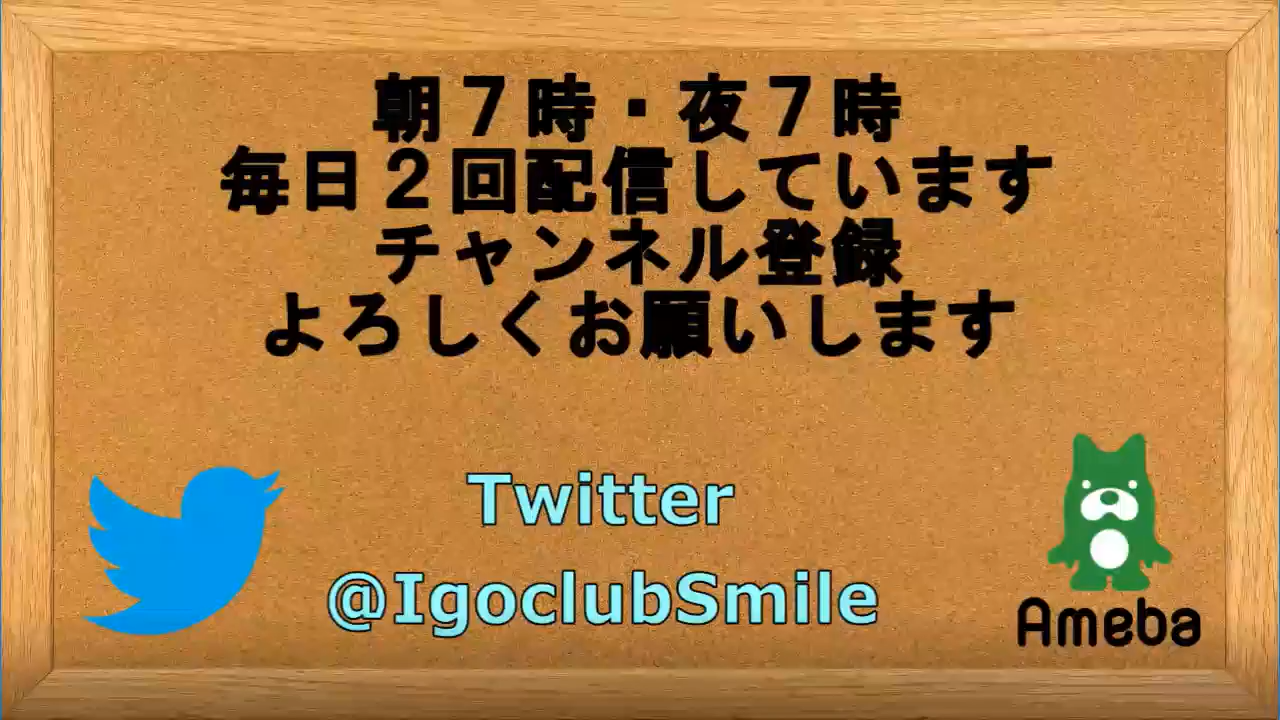 朝７時・夜７時
毎日２回配信しています
チャンネル登録
よろしくお願いします
Twitter
@IgoclubSmile
Ameba